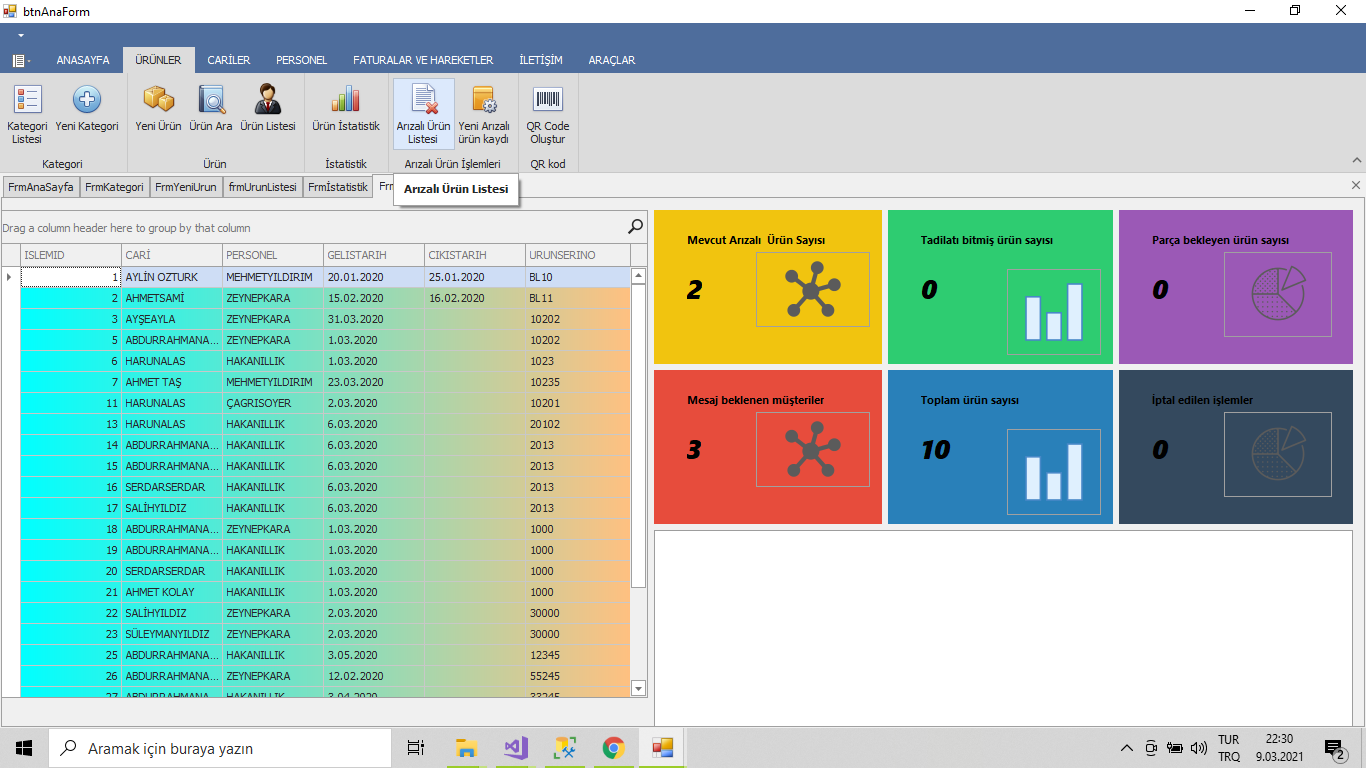 btnAnaForm
ANASAYFA ÜRÜNLER CARİLER PERSONEL FATURALAR VE HAREKETLER İLETİŞİM ARAÇLAR
Kategori Listesi Yeni Kategori Yeni Ürün Ürün Ara Ürün Listesi Ürün İstatistik Arızalı Ürün Listesi Yeni Arızalı ürün kaydı QR Code Oluştur
Kategori Ürün İstatistik Arızalı Ürün İşlemleri QR kod
FrmAnaSayfa FrmKategori FrmYeniUrun frmUrunListesi Frmİstatistik Frr
Arızalı Ürün Listesi
Drag a column header here to group by that column
ISLEMID CARİ PERSONEL GELISTARIH CIKISTARIH URUNSERINO
1 AYLİN OZTURK MEHMETYILDIRIM 20.01.2020 25.01.2020 BL10
2 AHMETSAMİ ZEYNEPKARA 15.02.2020 16.02.2020 BL11
3 AYŞEAYLA ZEYNEPKARA 31.03.2020 10202
5 ABDURRAHMANA... ZEYNEPKARA 1.03.2020 10202
6 HARUNALAS HAKANILLIK 1.03.2020 1023
7 AHMET TAŞ MEHMETYILDIRIM 23.03.2020 10235
11 HARUNALAS ÇAGRISOYER 2.03.2020 10201
13 HARUNALAS HAKANILLIK 6.03.2020 20102
14 ABDURRAHMANA... HAKANILLIK 6.03.2020 2013
15 ABDURRAHMANA... HAKANILLIK 6.03.2020 2013
16 SERDARSERDAR HAKANILLIK 6.03.2020 2013
17 SALİHYILDIZ HAKANILLIK 6.03.2020 2013
18 ABDURRAHMANA... ZEYNEPKARA 1.03.2020 1000
19 ABDURRAHMANA... HAKANILLIK 1.03.2020 1000
20 SERDARSERDAR HAKANILLIK 1.03.2020 1000
21 AHMET KOLAY HAKANILLIK 1.03.2020 1000
22 SALİHYILDIZ ZEYNEPKARA 2.03.2020 30000
23 SÜLEYMANYILDIZ ZEYNEPKARA 2.03.2020 30000
25 ABDURRAHMANA... HAKANILLIK 3.05.2020 12345
26 ABDURRAHMANA... ZEYNEPKARA 12.02.2020 55245
27 ABDURRAHMANA... HAKANILLIK 3.04.2020 33245
Mevcut Arızalı Ürün Sayısı
2
Tadilatı bitmiş ürün sayısı
0
Parça bekleyen ürün sayısı
0
Mesaj beklenen müşteriler
3
Toplam ürün sayısı
10
İptal edilen işlemler
0
Aramak için buraya yazın
TUR
TRQ
22:30
9.03.2021
2